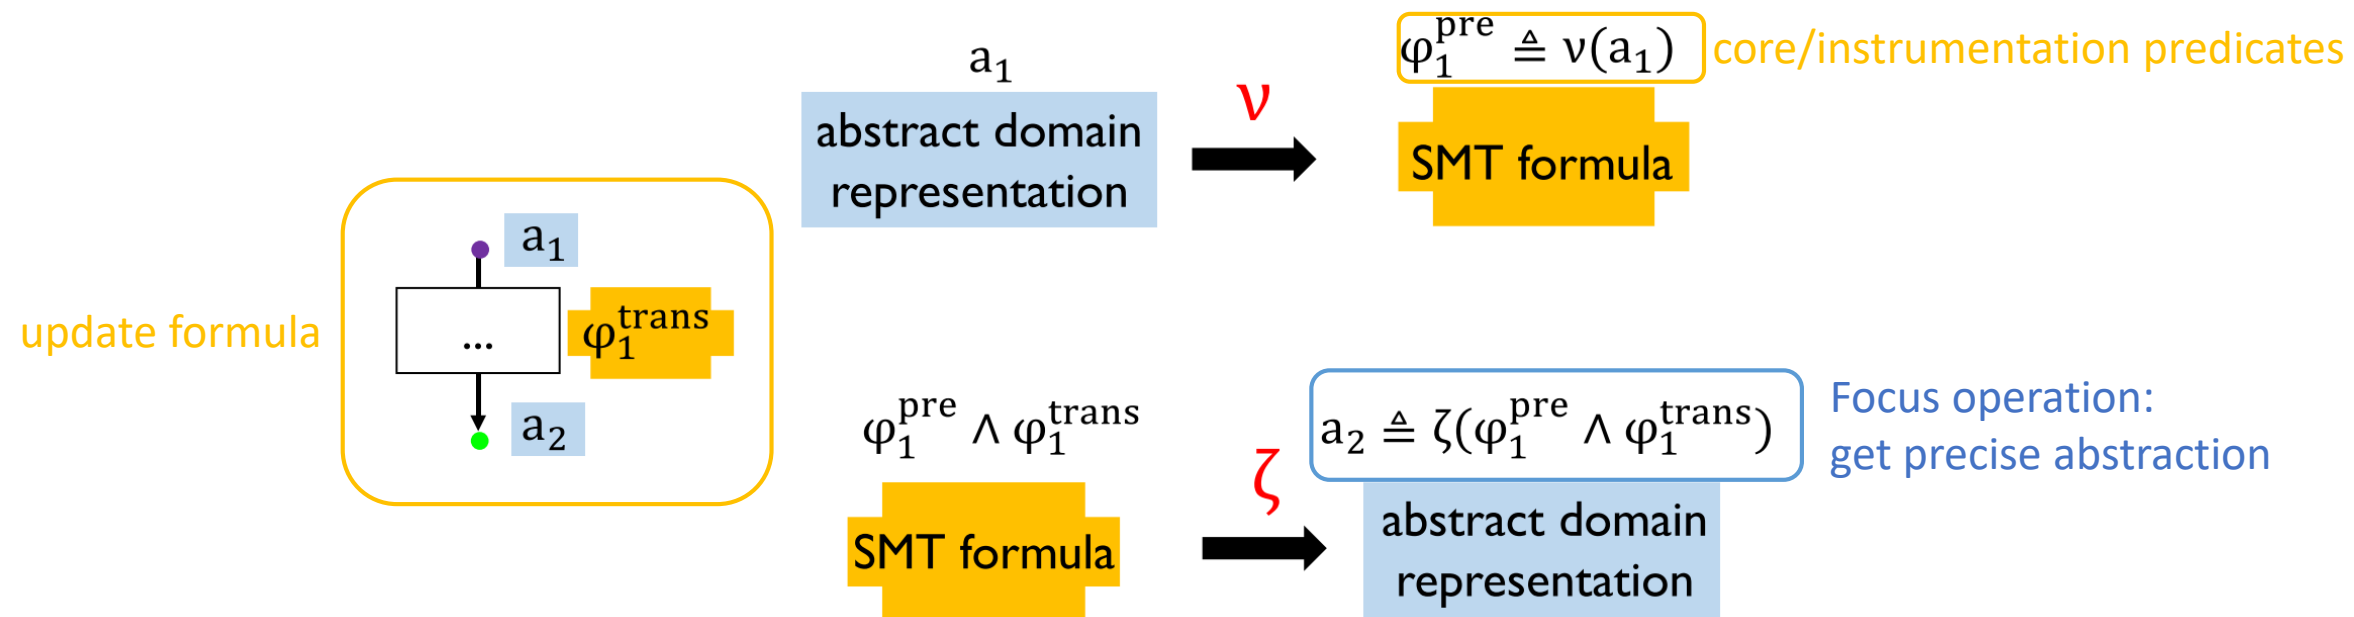 a₁
abstract domain
representation
ν
φ₁ᵖʳᵉ ≜ ν(a₁)
core/instrumentation predicates
SMT formula
update formula
a₁
...
φ₁ᵗʳᵃⁿˢ
a₂
φ₁ᵖʳᵉ ∧ φ₁ᵗʳᵃⁿˢ
SMT formula
ζ
a₂ ≜ ζ(φ₁ᵖʳᵉ ∧ φ₁ᵗʳᵃⁿˢ)
abstract domain
representation
Focus operation:
get precise abstraction